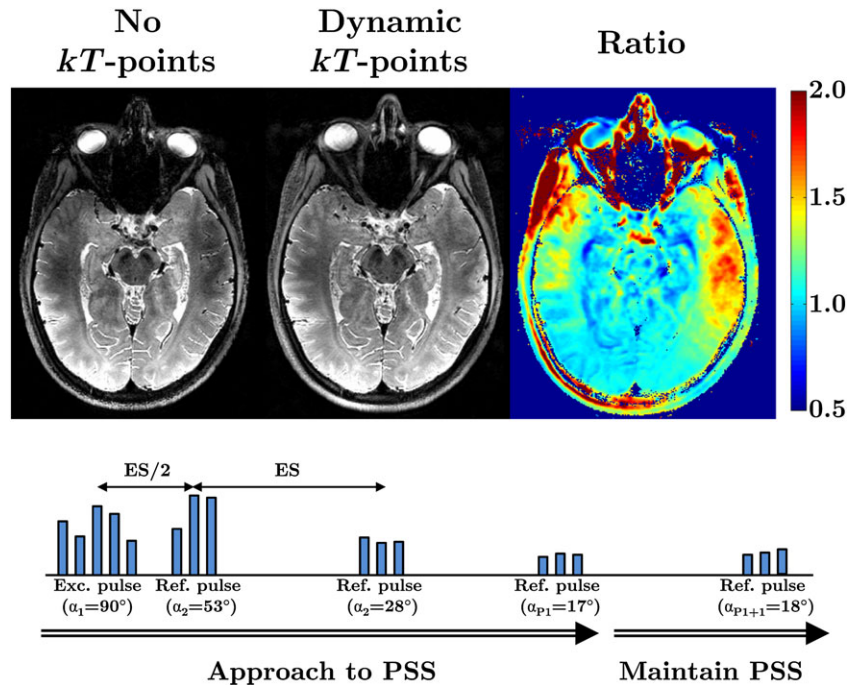 No
kT-points
Dynamic
kT-points
Ratio
2.0
1.5
1.0
0.5
ES/2
ES
Exc. pulse
(α1=90°)
Ref. pulse
(α2=53°)
Ref. pulse
(α2=28°)
Ref. pulse
(αP1=17°)
Ref. pulse
(αP1+1=18°)
Approach to PSS
Maintain PSS